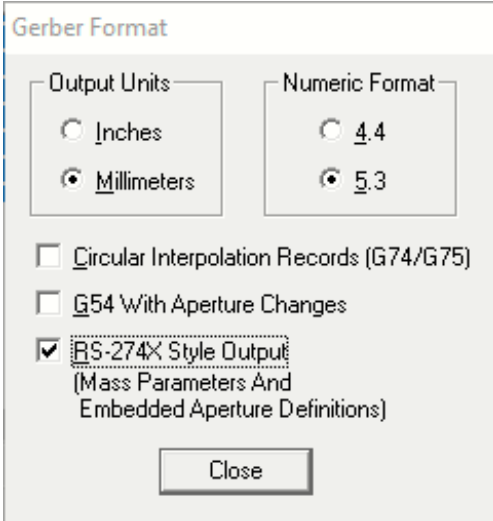 Gerber Format
Output Units
Inches
Millimeters
Numeric Format
4.4
5.3
Circular Interpolation Records (G74/G75)
G54 With Aperture Changes
RS-274X Style Output
(Mass Parameters And
Embedded Aperture Definitions)
Close